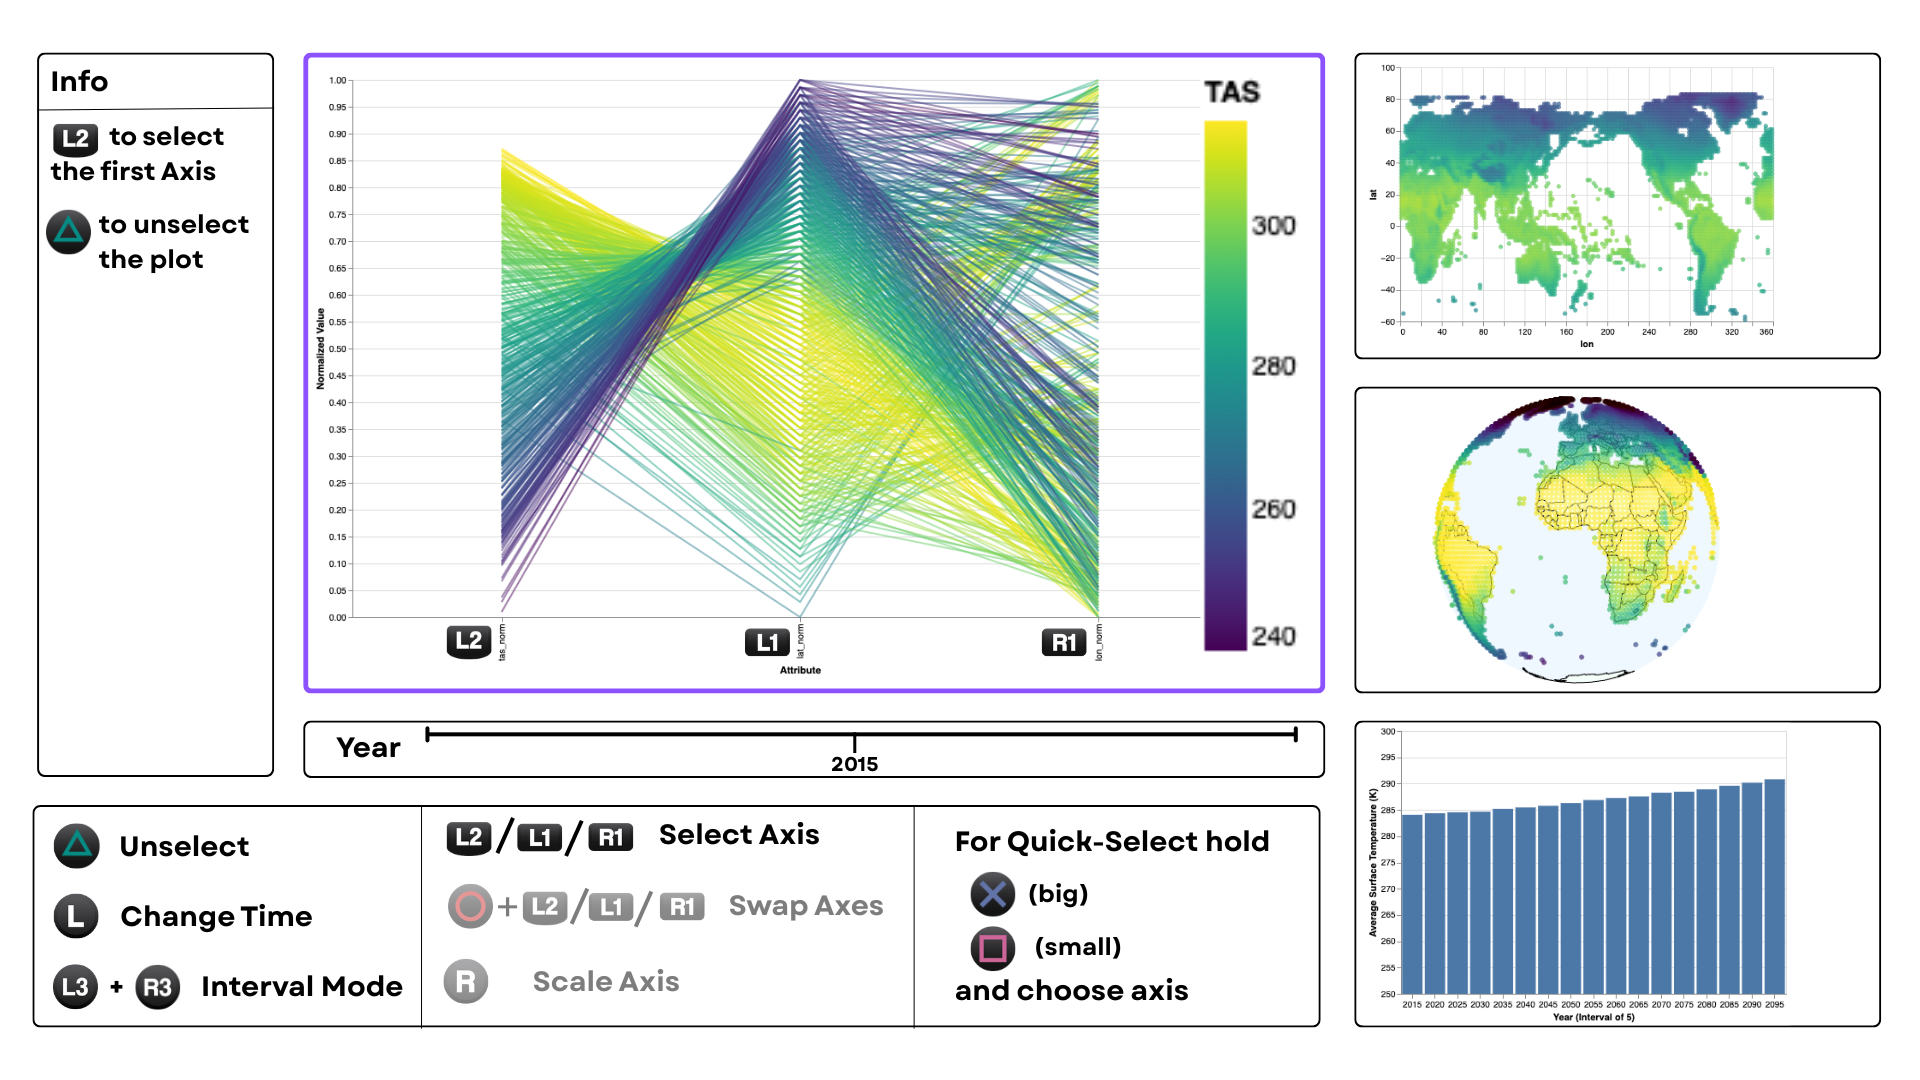 Info
L2 to select
the first Axis
to unselect
the plot
1.00
0.95
0.90
0.85
0.80
0.75
0.70
0.65
0.60
0.55
0.50
0.45
0.40
0.35
0.30
0.25
0.20
0.15
0.10
0.05
0.00
Normalized Value
L2 tas_norm
L1 lat_norm
R1 lon_norm
Attribute
TAS
300
280
260
240
100
80
60
40
20
0
−20
−40
−60
lat
0 40 80 120 160 200 240 280 320 360
lon
Year
2015
300
295
290
285
280
275
270
265
260
255
250
Average Surface Temperature (K)
2015 2020 2025 2030 2035 2040 2045 2050 2055 2060 2065 2070 2075 2080 2085 2090 2095
Year (Interval of 5)
Unselect
L Change Time
L3 + R3 Interval Mode
L2 / L1 / R1 Select Axis
+ L2 / L1 / R1 Swap Axes
R Scale Axis
For Quick-Select hold
(big)
(small)
and choose axis